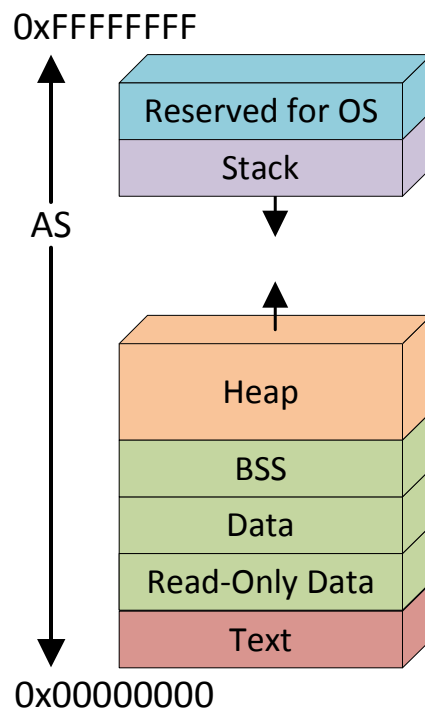 0xFFFFFFFF
Reserved for OS
Stack
AS
Heap
BSS
Data
Read-Only Data
Text
0x00000000